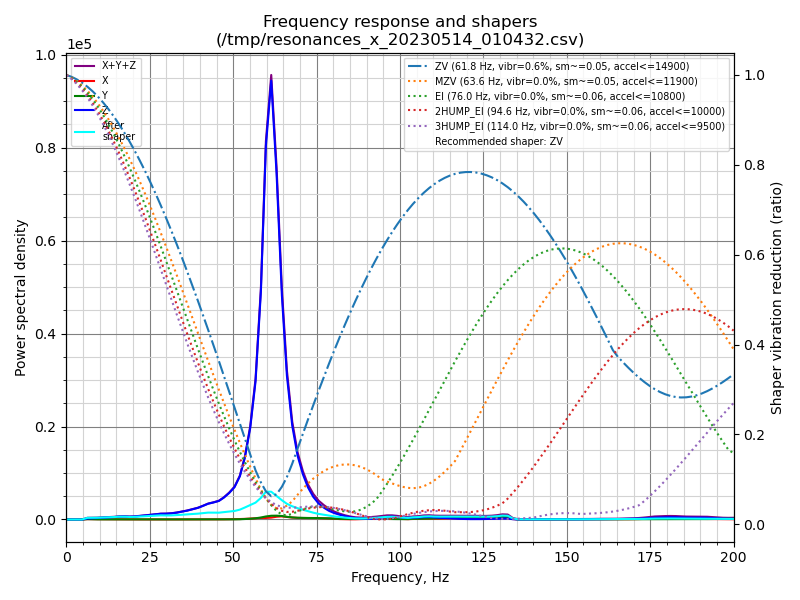 Frequency response and shapers
(/tmp/resonances_x_20230514_010432.csv)
1e5
X+Y+Z
X
Y
Z
After
shaper
ZV (61.8 Hz, vibr=0.6%, sm~=0.05, accel<=14900)
MZV (63.6 Hz, vibr=0.0%, sm~=0.05, accel<=11900)
EI (76.0 Hz, vibr=0.0%, sm~=0.06, accel<=10800)
2HUMP_EI (94.6 Hz, vibr=0.0%, sm~=0.06, accel<=10000)
3HUMP_EI (114.0 Hz, vibr=0.0%, sm~=0.06, accel<=9500)
Recommended shaper: ZV
Power spectral density
1.0
0.8
0.6
0.4
0.2
0.0
1.0
0.8
0.6
0.4
0.2
0.0
Shaper vibration reduction (ratio)
0 25 50 75 100 125 150 175 200
Frequency, Hz